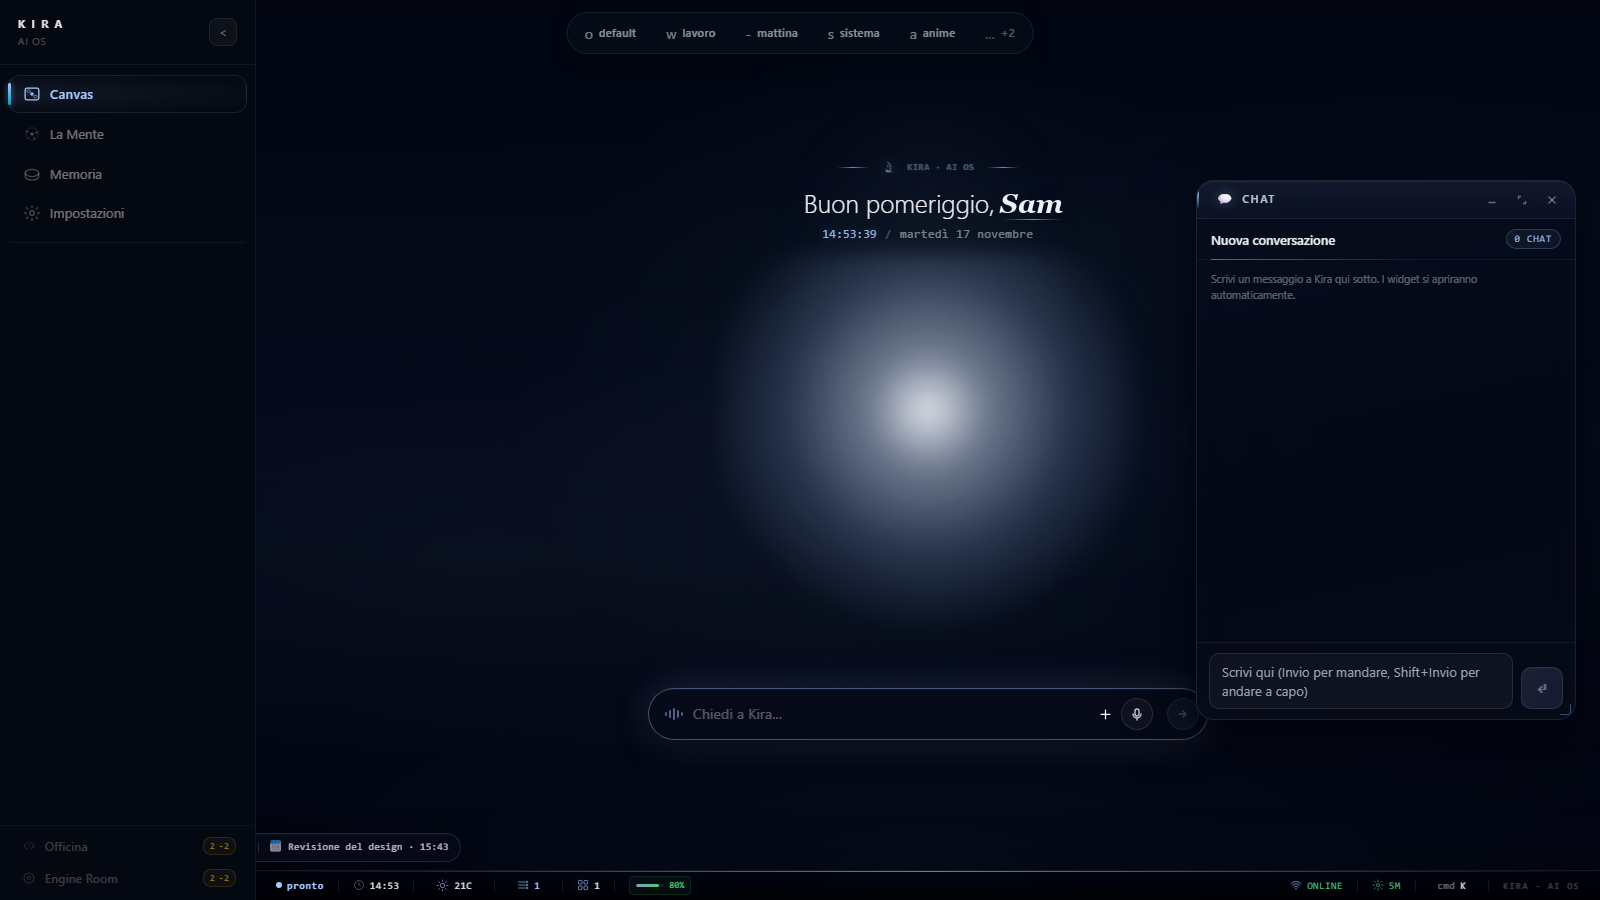 KIRA
AI OS
<
Canvas
La Mente
Memoria
Impostazioni
Officina
2 -2
Engine Room
2 -2
o default
w lavoro
- mattina
s sistema
a anime
... +2
KIRA · AI OS
Buon pomeriggio, Sam
14:53:39 / martedì 17 novembre
Chiedi a Kira...
CHAT
Nuova conversazione
0 CHAT
Scrivi un messaggio a Kira qui sotto. I widget si apriranno
automaticamente.
Scrivi qui (Invio per mandare, Shift+Invio per
andare a capo)
Revisione del design · 15:43
pronto
14:53
21C
1
1
80%
ONLINE
5M
cmd K
KIRA - AI OS